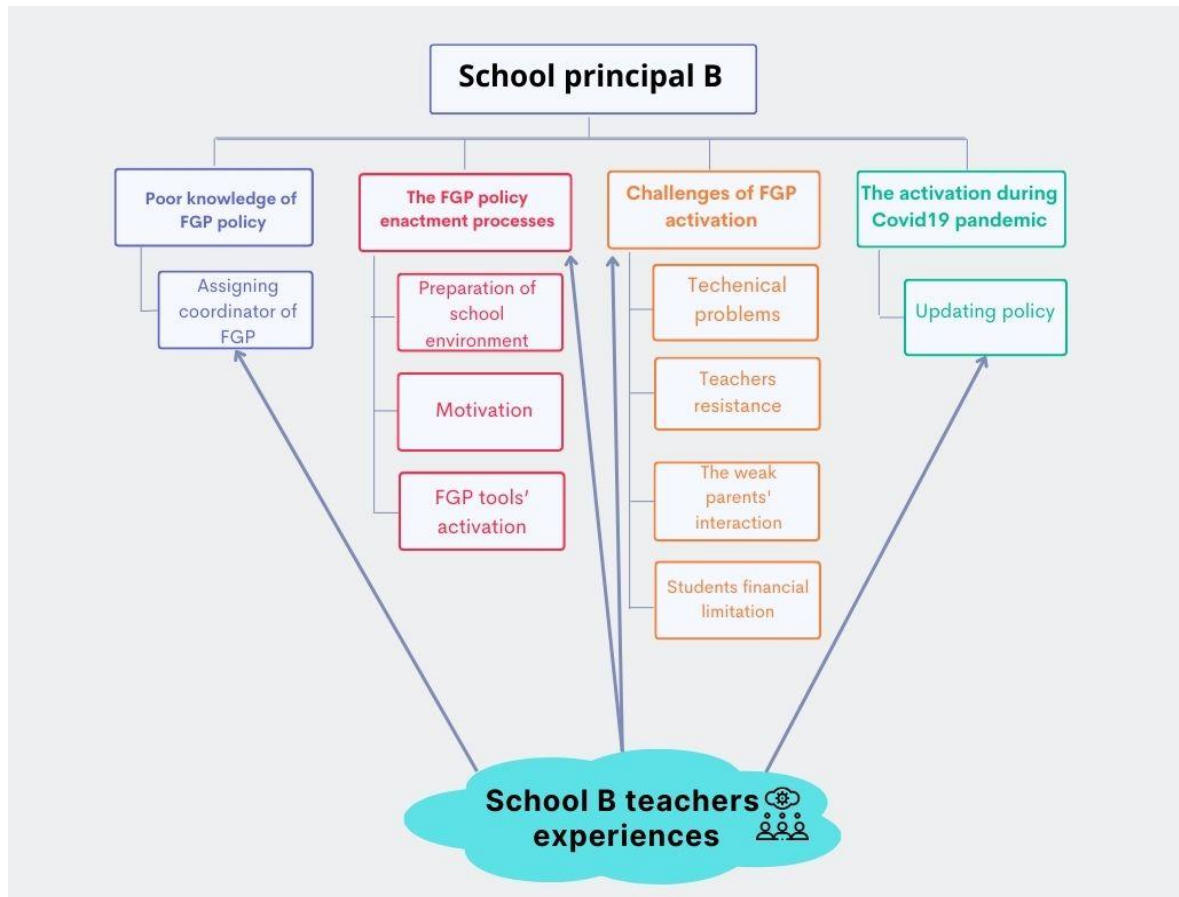 School principal B
Poor knowledge of
FGP policy
Assigning
coordinator of
FGP
The FGP policy
enactment processes
Preparation of
school
environment
Motivation
FGP tools’
activation
Challenges of FGP
activation
Techenical
problems
Teachers
resistance
The weak
parents'
interaction
Students financial
limitation
The activation during
Covid19 pandemic
Updating policy
School B teachers
experiences